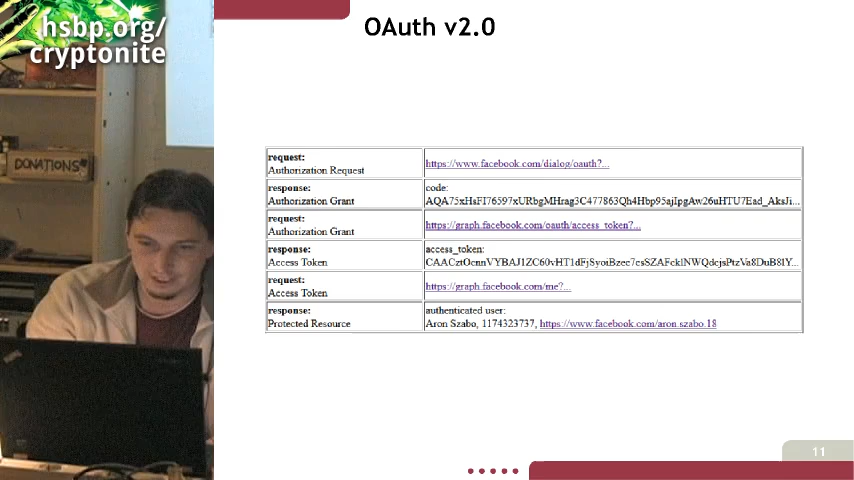 hsbp.org/
cryptonite
DONATIONS
OAuth v2.0
request:
Authorization Request
https://www.facebook.com/dialog/oauth?...
response:
Authorization Grant
code:
request:
Authorization Grant
https://graph.facebook.com/oauth/access_token?...
response:
Access Token
access_token:
request:
Access Token
https://graph.facebook.com/me?...
response:
Protected Resource
authenticated user:
Aron Szabo, 1174323737, https://www.facebook.com/aron.szabo.18
11